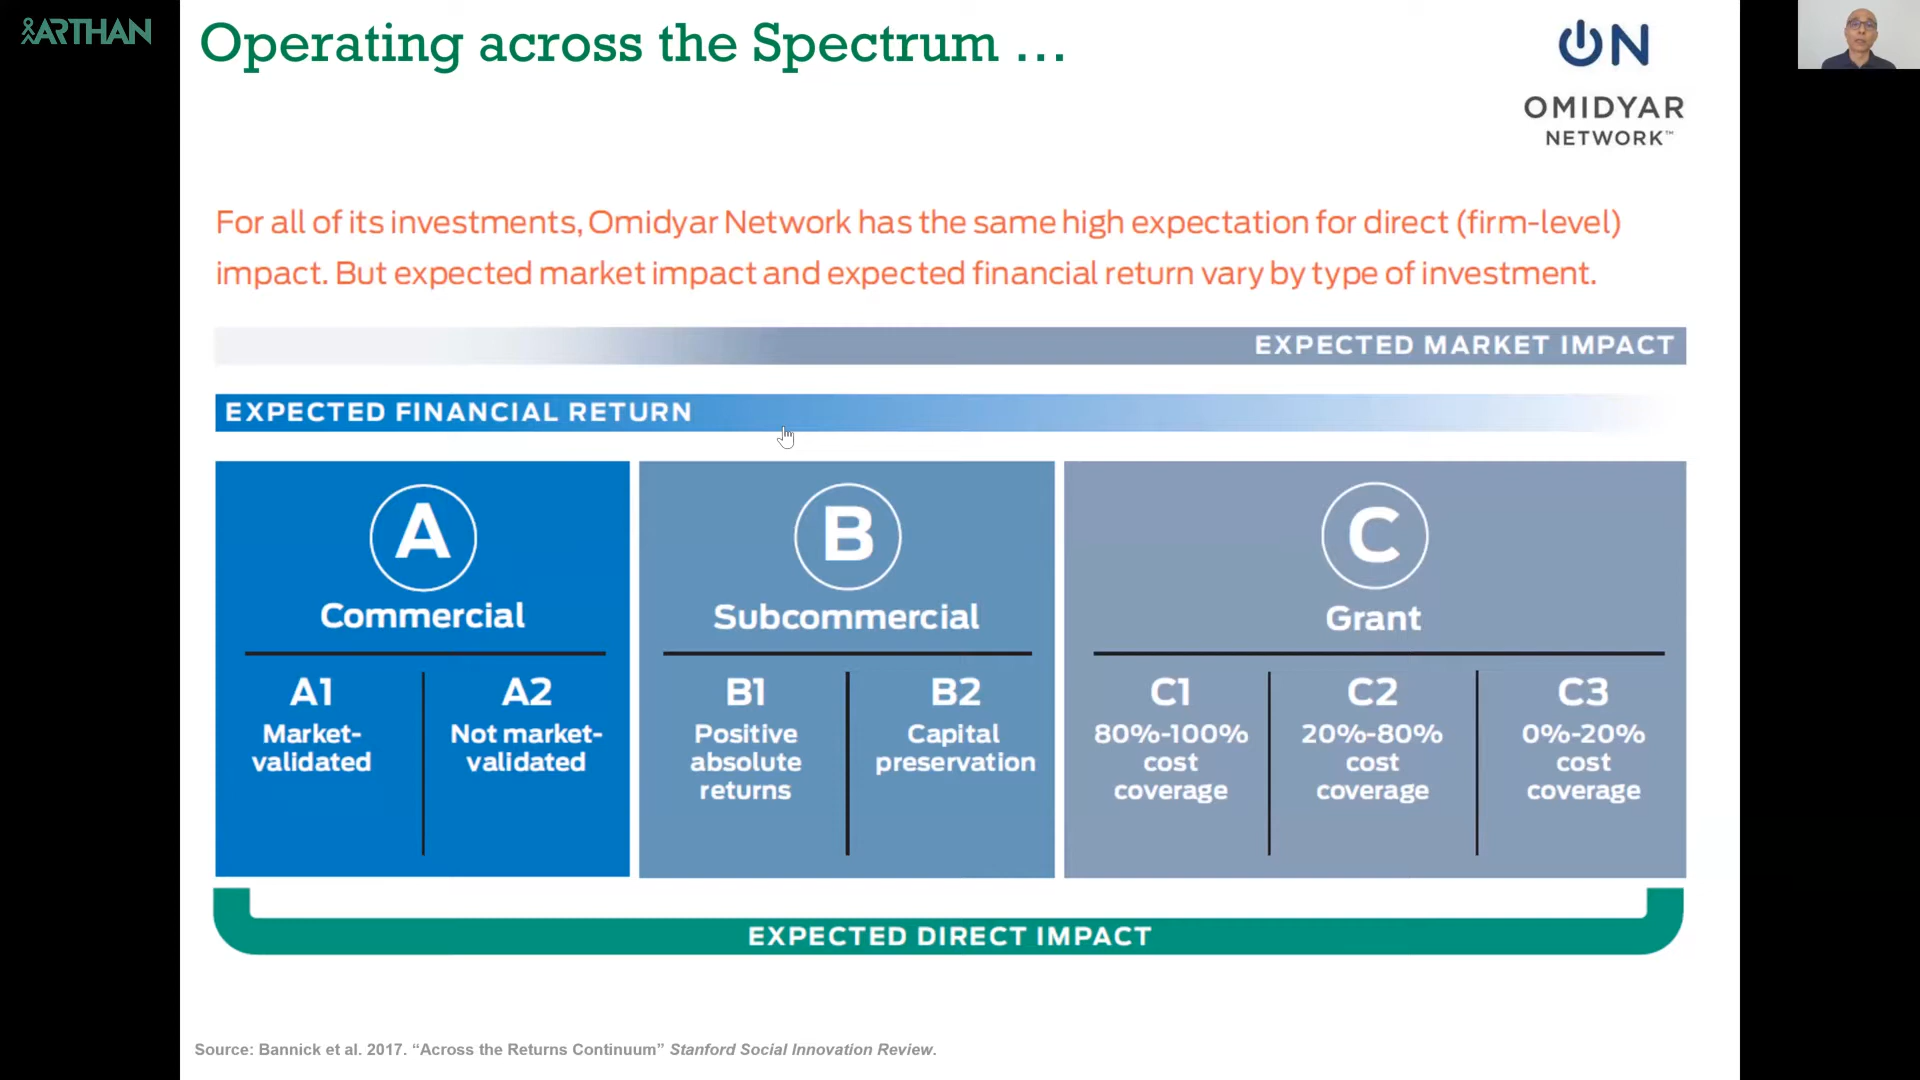 ARTHAN
Operating across the Spectrum ...
ON
OMIDYAR
NETWORK™
For all of its investments, Omidyar Network has the same high expectation for direct (firm-level)
impact. But expected market impact and expected financial return vary by type of investment.
EXPECTED MARKET IMPACT
EXPECTED FINANCIAL RETURN
A
Commercial
A1
Market-
validated
A2
Not market-
validated
B
Subcommercial
B1
Positive
absolute
returns
B2
Capital
preservation
C
Grant
C1
80%-100%
cost
coverage
C2
20%-80%
cost
coverage
C3
0%-20%
cost
coverage
EXPECTED DIRECT IMPACT
Source: Bannick et al. 2017. “Across the Returns Continuum” Stanford Social Innovation Review.